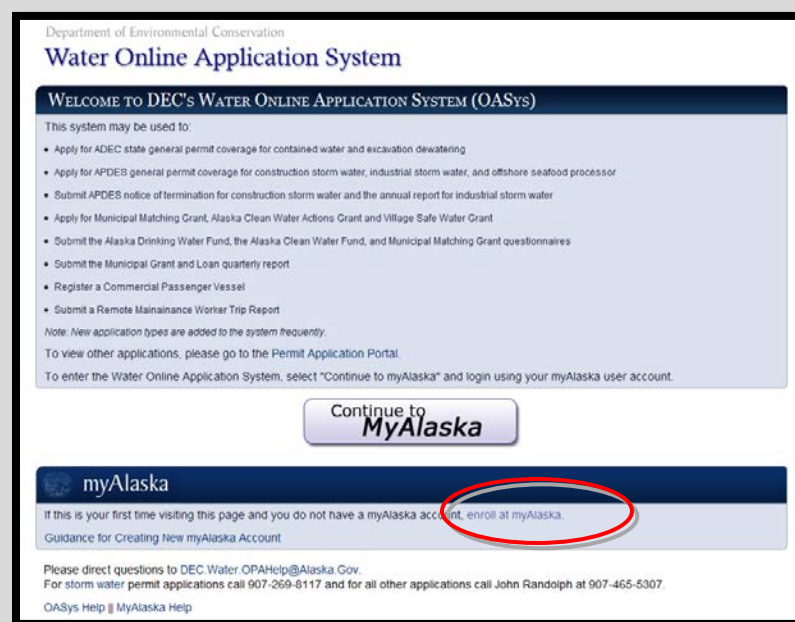 Department of Environmental Conservation
Water Online Application System
WELCOME TO DEC'S WATER ONLINE APPLICATION SYSTEM (OASYS)
This system may be used to:
• Apply for ADEC state general permit coverage for contained water and excavation dewatering
• Apply for APDES general permit coverage for construction storm water, industrial storm water, and offshore seafood processor
• Submit APDES notice of termination for construction storm water and the annual report for industrial storm water
• Apply for Municipal Matching Grant, Alaska Clean Water Actions Grant and Village Safe Water Grant
• Submit the Alaska Drinking Water Fund, the Alaska Clean Water Fund, and Municipal Matching Grant questionnaires
• Submit the Municipal Grant and Loan quarterly report
• Register a Commercial Passenger Vessel
• Submit a Remote Mainainance Worker Trip Report
Note: New application types are added to the system frequently.
To view other applications, please go to the Permit Application Portal.
To enter the Water Online Application System, select "Continue to myAlaska" and login using your myAlaska user account.
Continue to
MyAlaska
myAlaska
If this is your first time visiting this page and you do not have a myAlaska account, enroll at myAlaska.
Guidance for Creating New myAlaska Account
Please direct questions to DEC.Water.OPAHelp@Alaska.Gov.
For storm water permit applications call 907-269-8117 and for all other applications call John Randolph at 907-465-5307.
OASys Help || MyAlaska Help